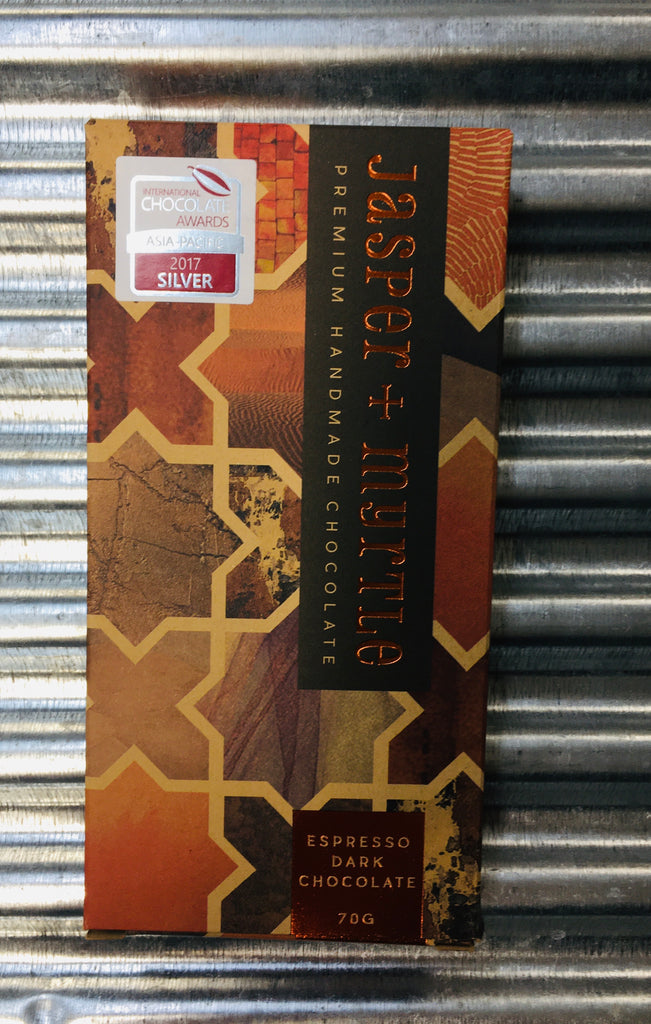 INTERNATIONAL
CHOCOLATE
AWARDS
ASIA-PACIFIC
2017
SILVER
Jasper + myrtle
PREMIUM HANDMADE CHOCOLATE
ESPRESSO
DARK
CHOCOLATE
70G